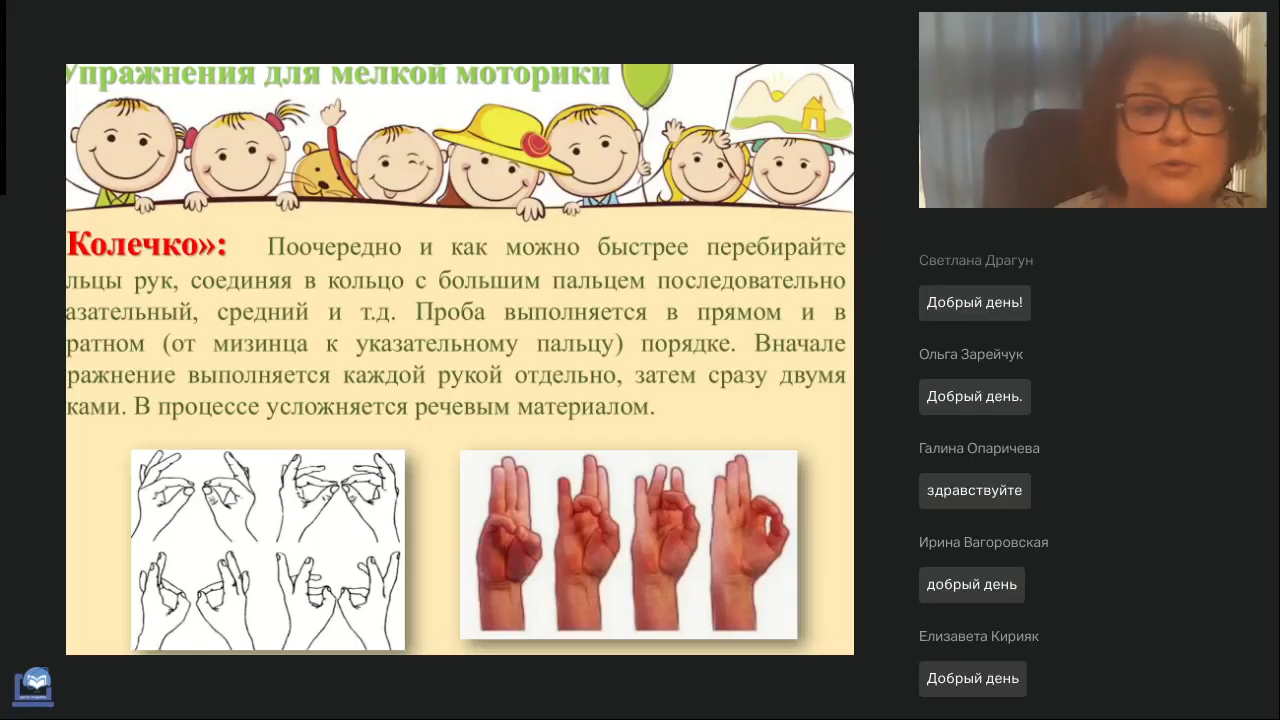 Упражнения для мелкой моторики
Колечко»: Поочередно и как можно быстрее перебирайте
льцы рук, соединяя в кольцо с большим пальцем последовательно
азательный, средний и т.д. Проба выполняется в прямом и в
ратном (от мизинца к указательному пальцу) порядке. Вначале
ражнение выполняется каждой рукой отдельно, затем сразу двумя
ками. В процессе усложняется речевым материалом.
Светлана Драгун
Добрый день!
Ольга Зарейчук
Добрый день.
Галина Опаричева
здравствуйте
Ирина Вагоровская
добрый день
Елизавета Кирияк
Добрый день